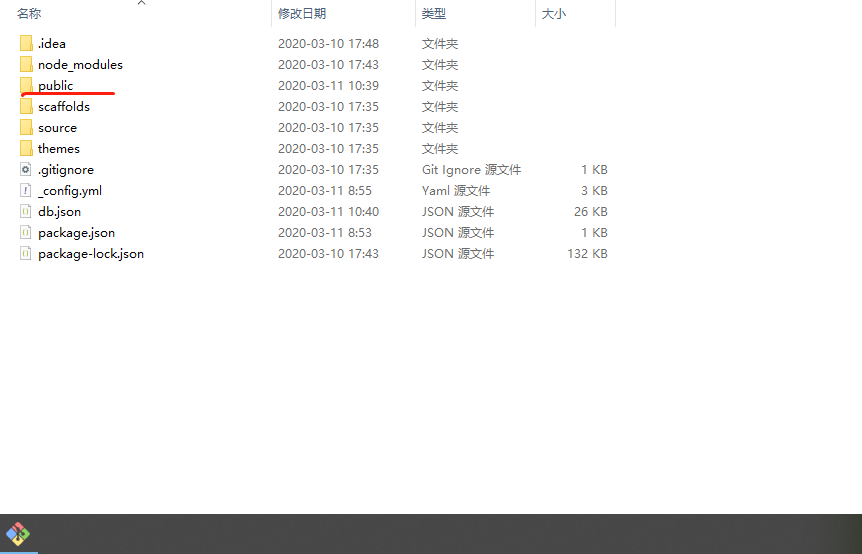 名称 修改日期 类型 大小
.idea 2020-03-10 17:48 文件夹
node_modules 2020-03-10 17:43 文件夹
public 2020-03-11 10:39 文件夹
scaffolds 2020-03-10 17:35 文件夹
source 2020-03-10 17:35 文件夹
themes 2020-03-10 17:35 文件夹
.gitignore 2020-03-10 17:35 Git Ignore 源文件 1 KB
_config.yml 2020-03-11 8:55 Yaml 源文件 3 KB
db.json 2020-03-11 10:40 JSON 源文件 26 KB
package.json 2020-03-11 8:53 JSON 源文件 1 KB
package-lock.json 2020-03-10 17:43 JSON 源文件 132 KB